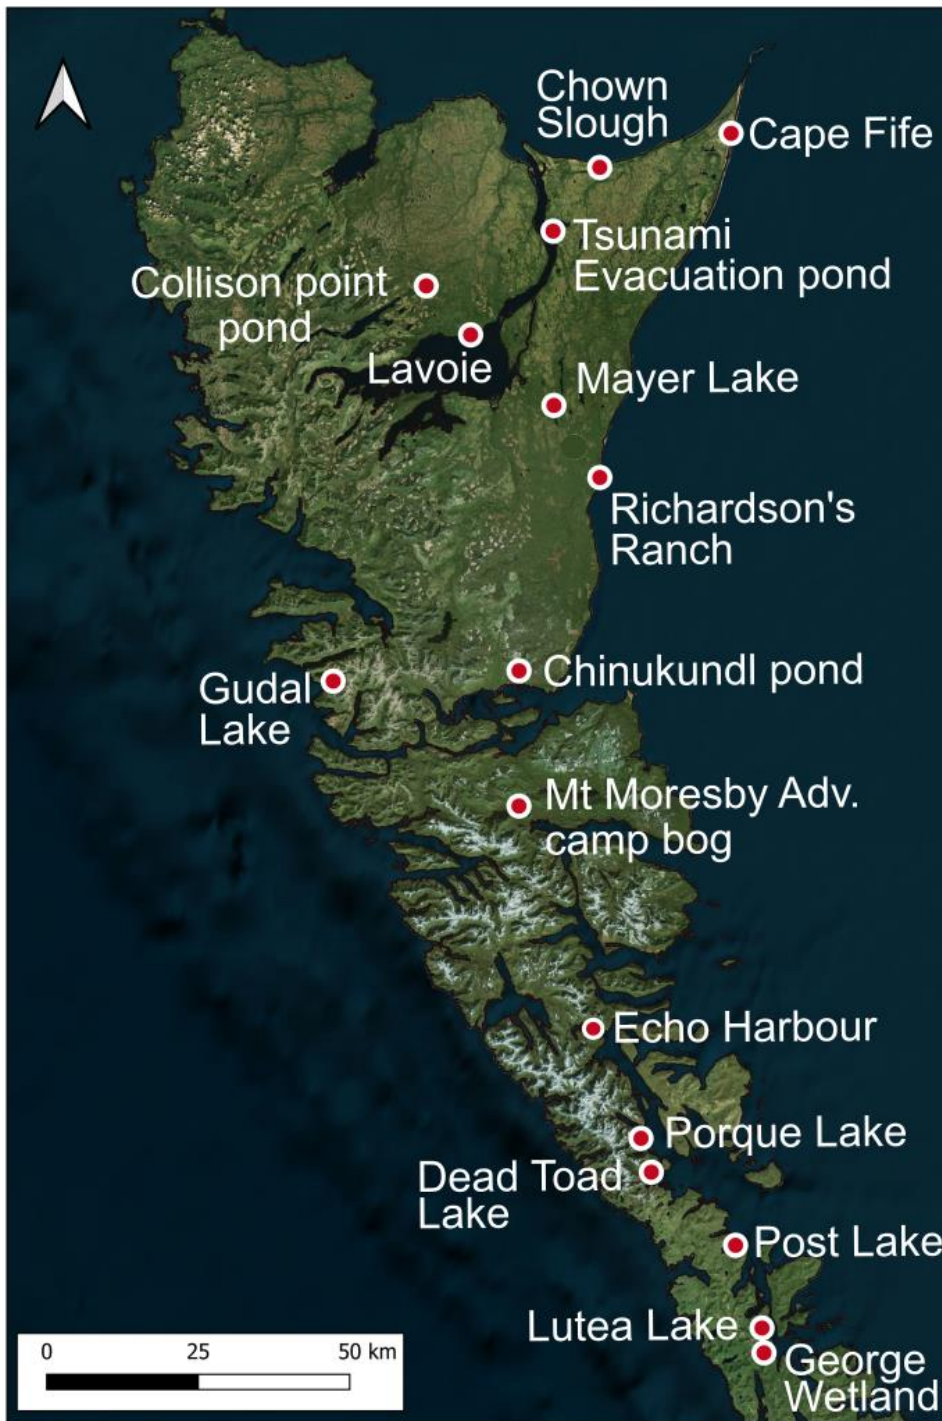 Chown
Slough
Cape Fife
Tsunami
Evacuation pond
Collison point
pond
Lavoie
Mayer Lake
Richardson's
Ranch
Chinukundl pond
Gudal
Lake
Mt Moresby Adv.
camp bog
Echo Harbour
Porque Lake
Dead Toad
Lake
Post Lake
Lutea Lake
George
Wetland
0 25 50 km